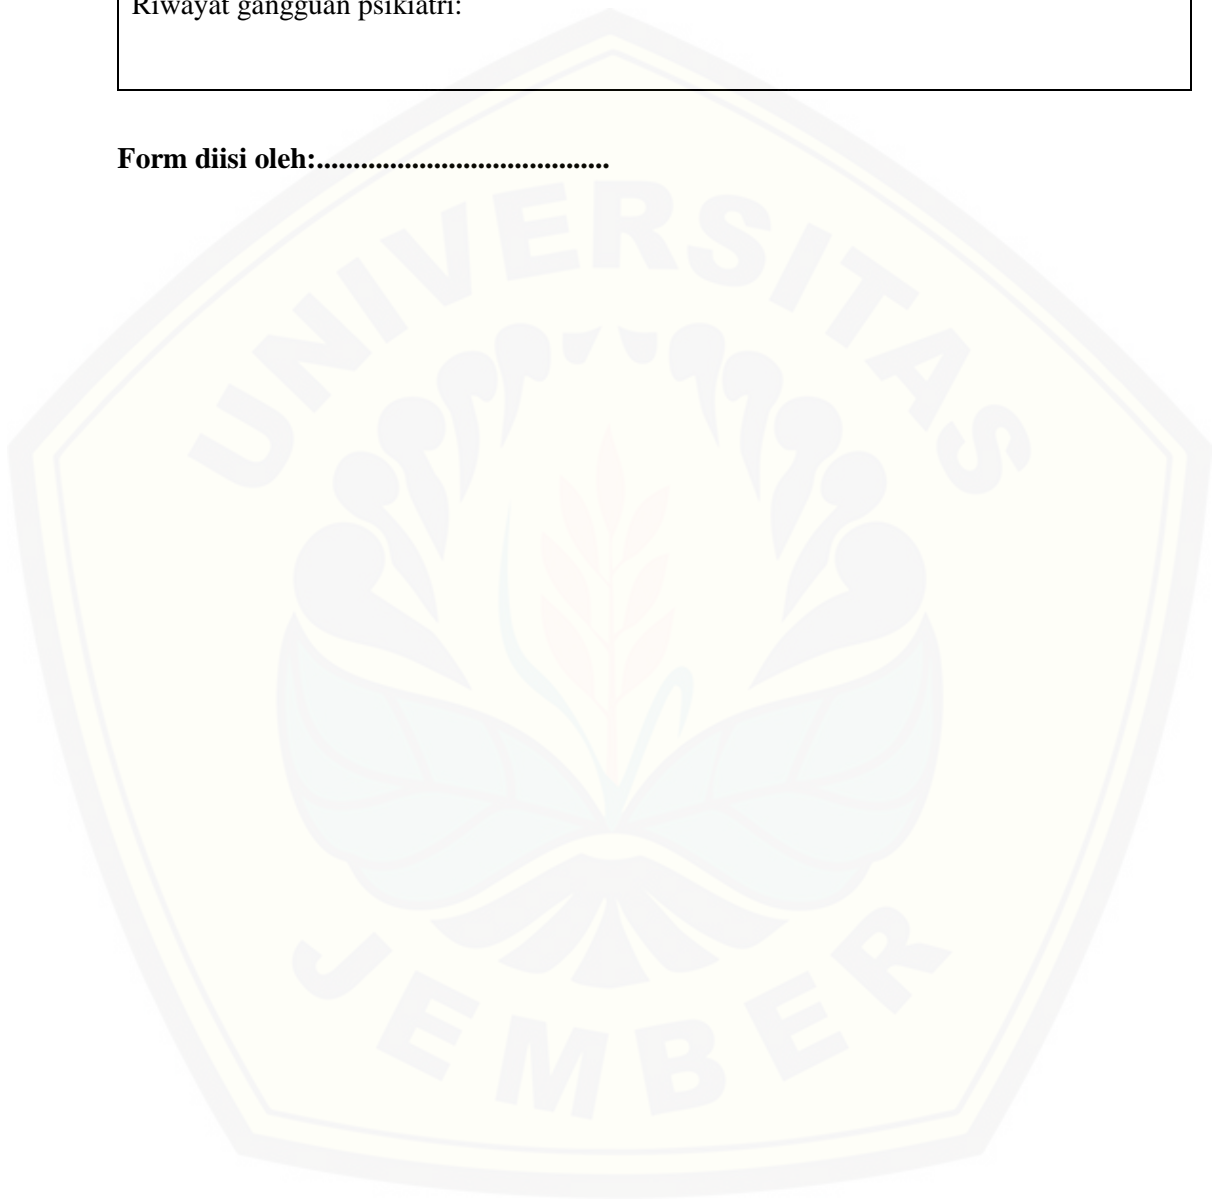 Riwayat gangguan psikiatri:
Form diisi oleh:........................................
UNIVERSITAS
JEMBER